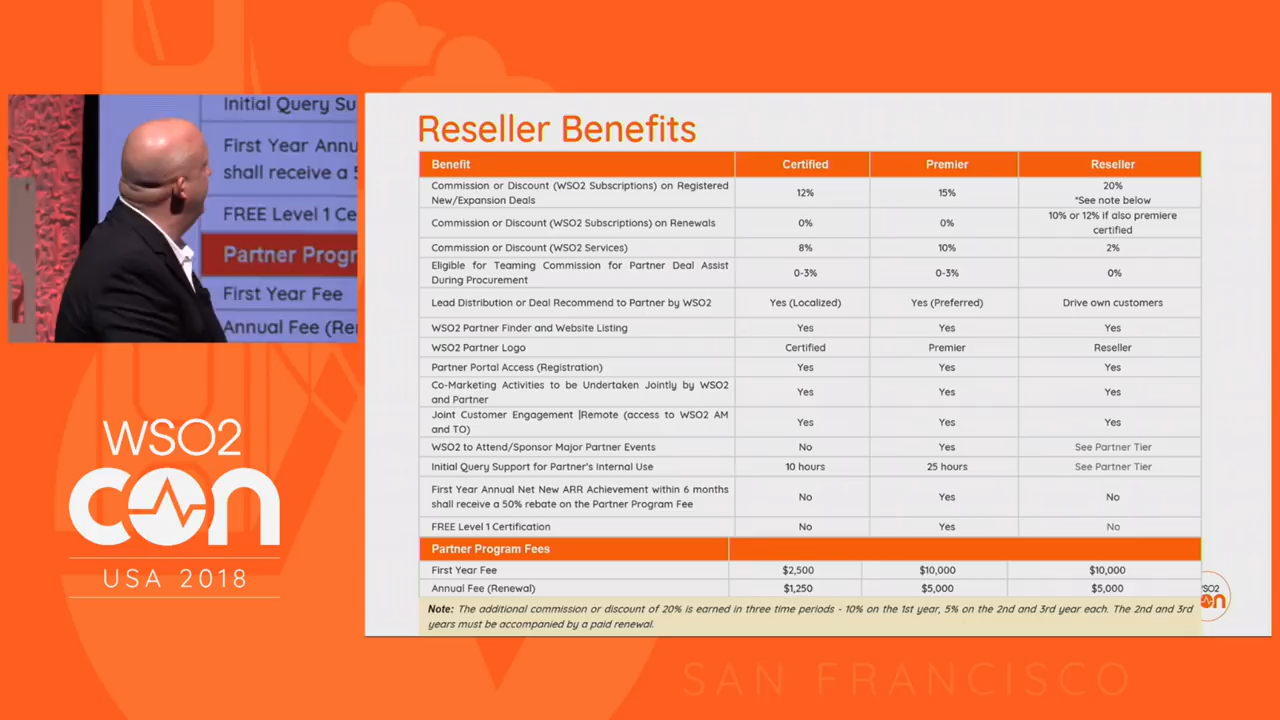 Initial Query Su
First Year Annu
shall receive a
FREE Level 1 Ce
Partner Progr
First Year Fee
Annual Fee (Re
WSO2
con
USA 2018
Reseller Benefits
Benefit Certified Premier Reseller
Commission or Discount (WSO2 Subscriptions) on Registered
New/Expansion Deals
12% 15% 20%
*See note below
Commission or Discount (WSO2 Subscriptions) on Renewals 0% 0% 10% or 12% if also premiere
certified
Commission or Discount (WSO2 Services) 8% 10% 2%
Eligible for Teaming Commission for Partner Deal Assist
During Procurement
0-3% 0-3% 0%
Lead Distribution or Deal Recommend to Partner by WSO2 Yes (Localized) Yes (Preferred) Drive own customers
WSO2 Partner Finder and Website Listing Yes Yes Yes
WSO2 Partner Logo Certified Premier Reseller
Partner Portal Access (Registration) Yes Yes Yes
Co-Marketing Activities to be Undertaken Jointly by WSO2
and Partner
Yes Yes Yes
Joint Customer Engagement |Remote (access to WSO2 AM
and TO)
Yes Yes Yes
WSO2 to Attend/Sponsor Major Partner Events No Yes See Partner Tier
Initial Query Support for Partner's Internal Use 10 hours 25 hours See Partner Tier
First Year Annual Net New ARR Achievement within 6 months
shall receive a 50% rebate on the Partner Program Fee
No Yes No
FREE Level 1 Certification No Yes No
Partner Program Fees
First Year Fee $2,500 $10,000 $10,000
Annual Fee (Renewal) $1,250 $5,000 $5,000
Note: The additional commission or discount of 20% is earned in three time periods - 10% on the 1st year, 5% on the 2nd and 3rd year each. The 2nd and 3rd
years must be accompanied by a paid renewal.
SO2
on
SAN FRANCISCO